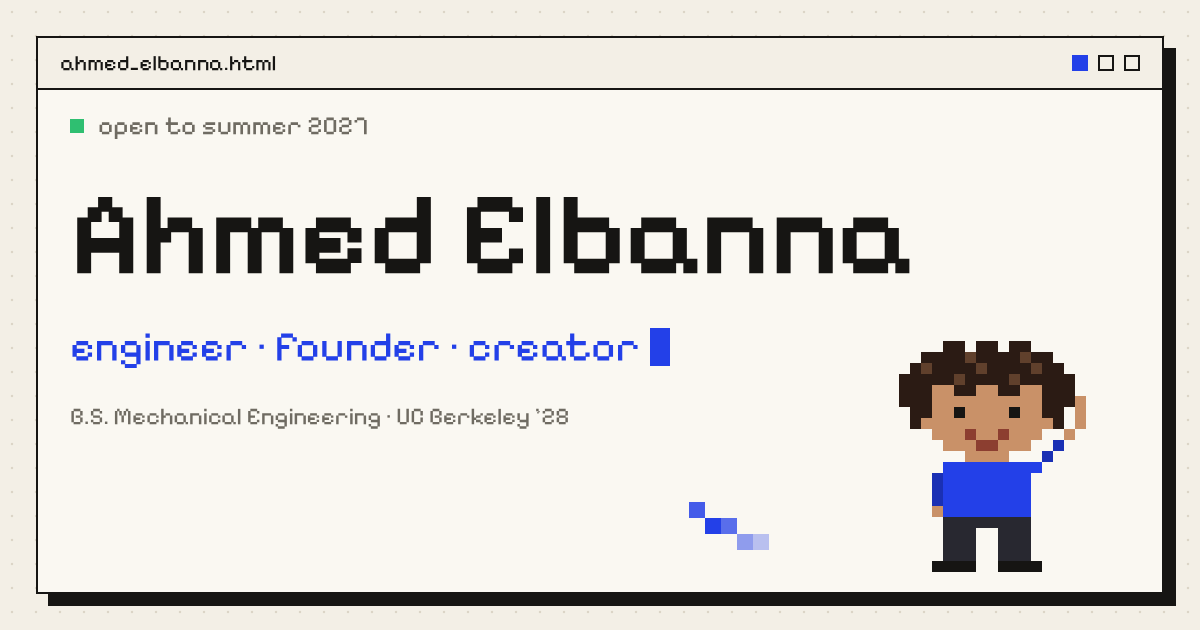 ahmed_elbanna.html
open to summer 2027
Ahmed Elbanna
engineer · founder · creator
B.S. Mechanical Engineering · UC Berkeley '28